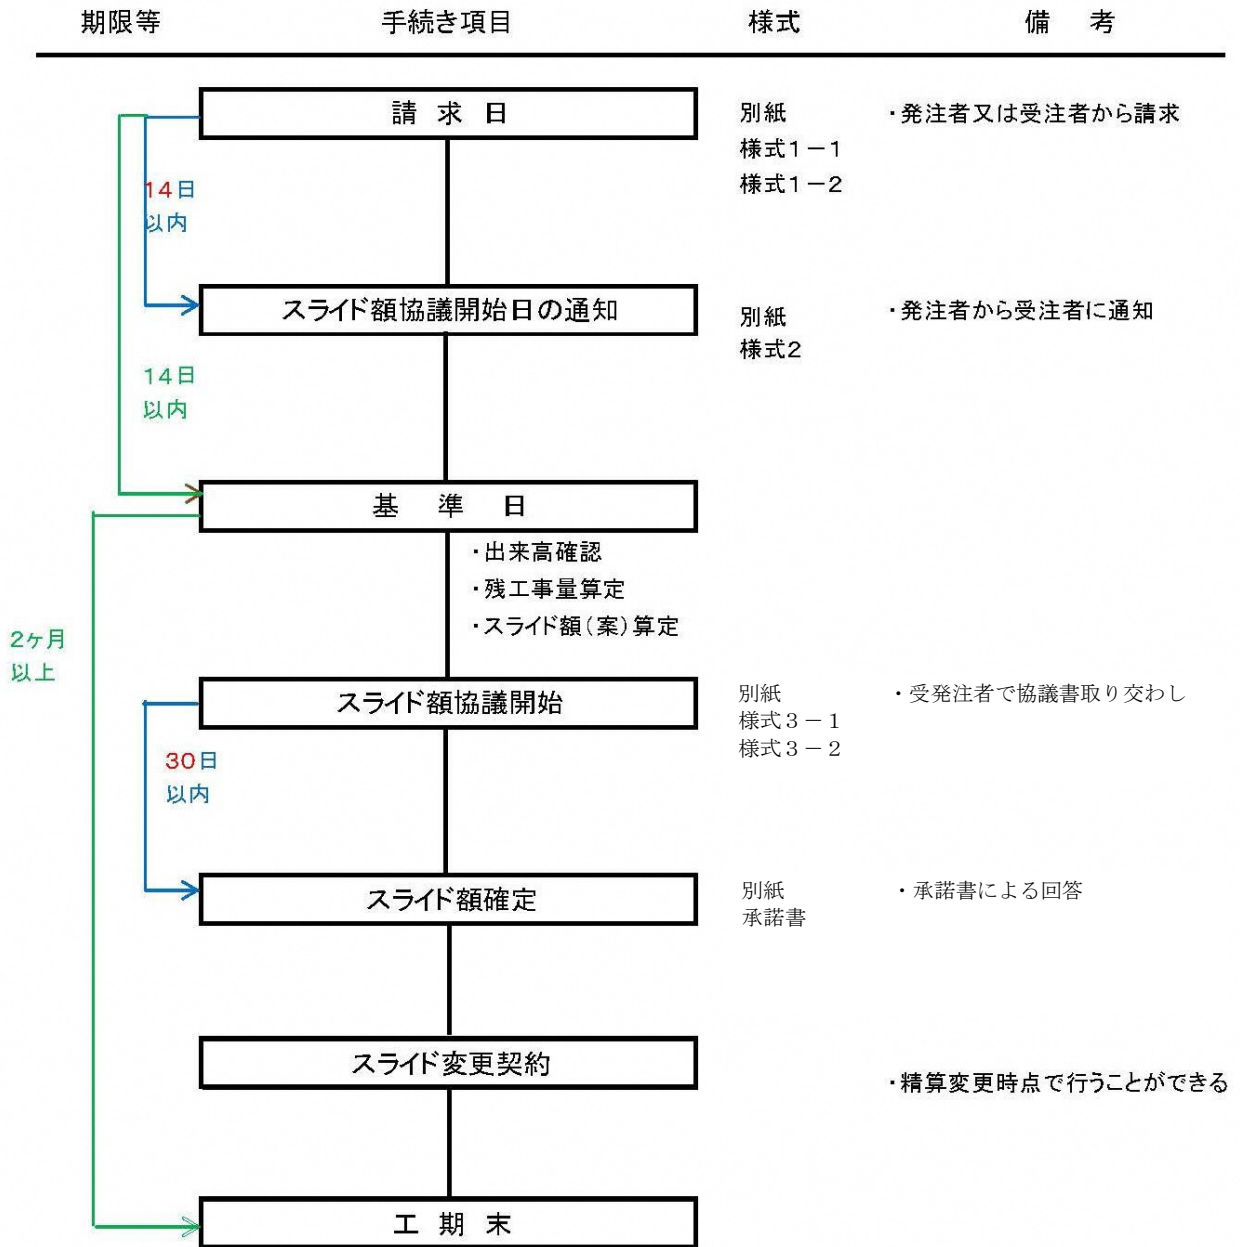 期限等 手続き項目 様式 備 考
請 求 日 別紙 ・発注者又は受注者から請求
様式1-1
様式1-2
14日
以内
スライド額協議開始日の通知 別紙 ・発注者から受注者に通知
様式2
14日
以内
基 準 日
・出来高確認
・残工事量算定
・スライド額(案)算定
2ヶ月
以上
スライド額協議開始 別紙 ・受発注者で協議書取り交わし
様式3-1
様式3-2
30日
以内
スライド額確定 別紙 ・承諾書による回答
承諾書
スライド変更契約
・精算変更時点で行うことができる
工 期 末